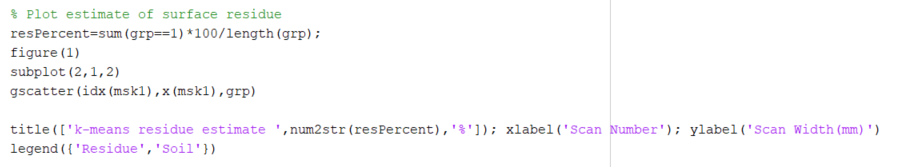 % Plot estimate of surface residue
resPercent=sum(grp==1)*100/length(grp);
figure(1)
subplot(2,1,2)
gscatter(idx(msk1),x(msk1),grp)
title(['k-means residue estimate ',num2str(resPercent),'%']); xlabel('Scan Number'); ylabel('Scan Width(mm)')
legend({'Residue','Soil'})